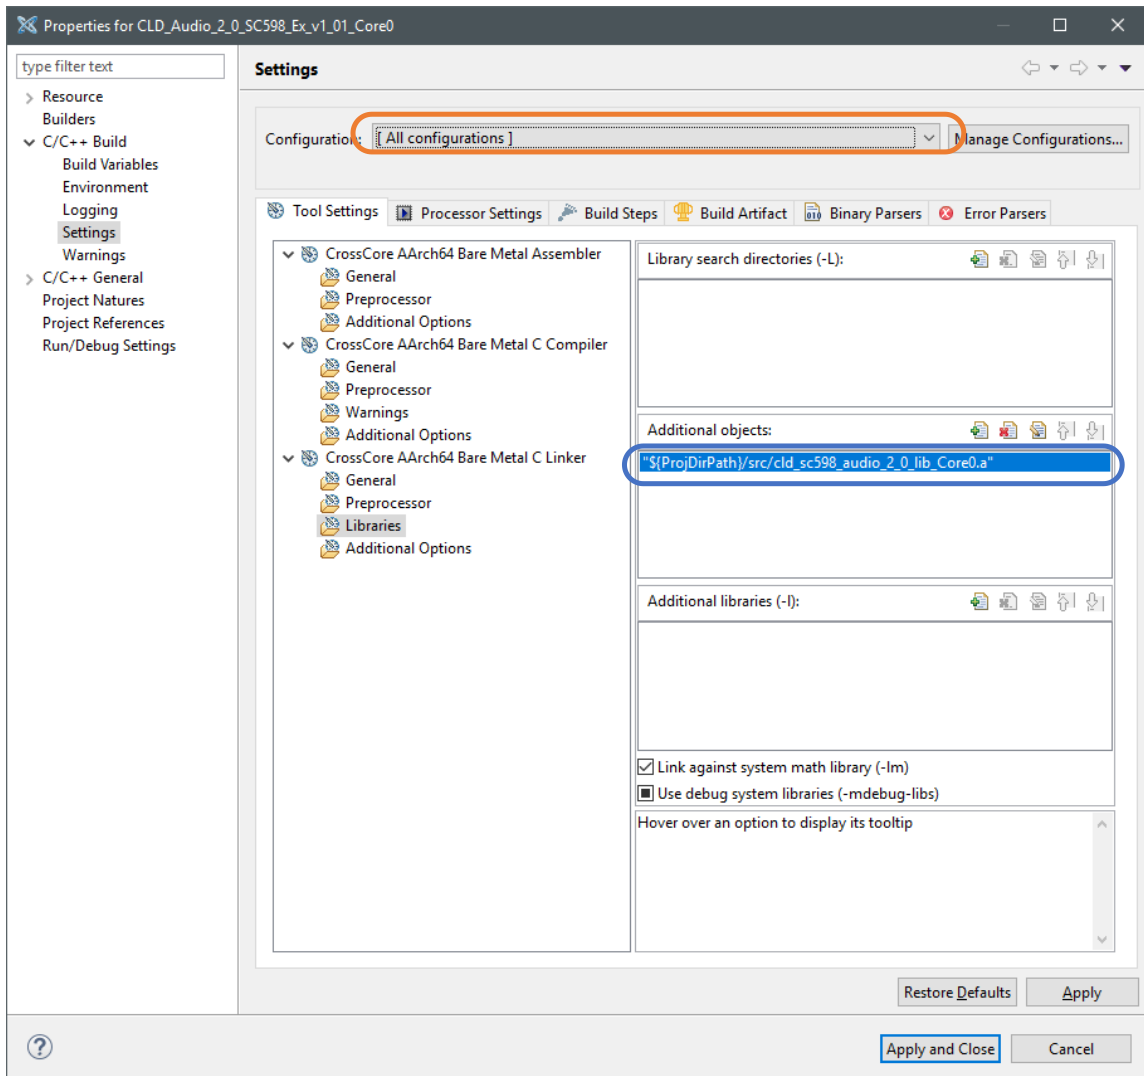 Properties for CLD_Audio_2_0_SC598_Ex_v1_01_Core0
type filter text
Resource
Builders
C/C++ Build
Build Variables
Environment
Logging
Settings
Warnings
C/C++ General
Project Natures
Project References
Run/Debug Settings
Settings
Configuration: [ All configurations ] Manage Configurations...
Tool Settings Processor Settings Build Steps Build Artifact Binary Parsers Error Parsers
CrossCore AArch64 Bare Metal Assembler
General
Preprocessor
Additional Options
CrossCore AArch64 Bare Metal C Compiler
General
Preprocessor
Warnings
Additional Options
CrossCore AArch64 Bare Metal C Linker
General
Preprocessor
Libraries
Additional Options
Library search directories (-L):
Additional objects:
"${ProjDirPath}/src/cld_sc598_audio_2_0_lib_Core0.a"
Additional libraries (-l):
Link against system math library (-lm)
Use debug system libraries (-mdebug-libs)
Hover over an option to display its tooltip
Restore Defaults Apply
? Apply and Close Cancel